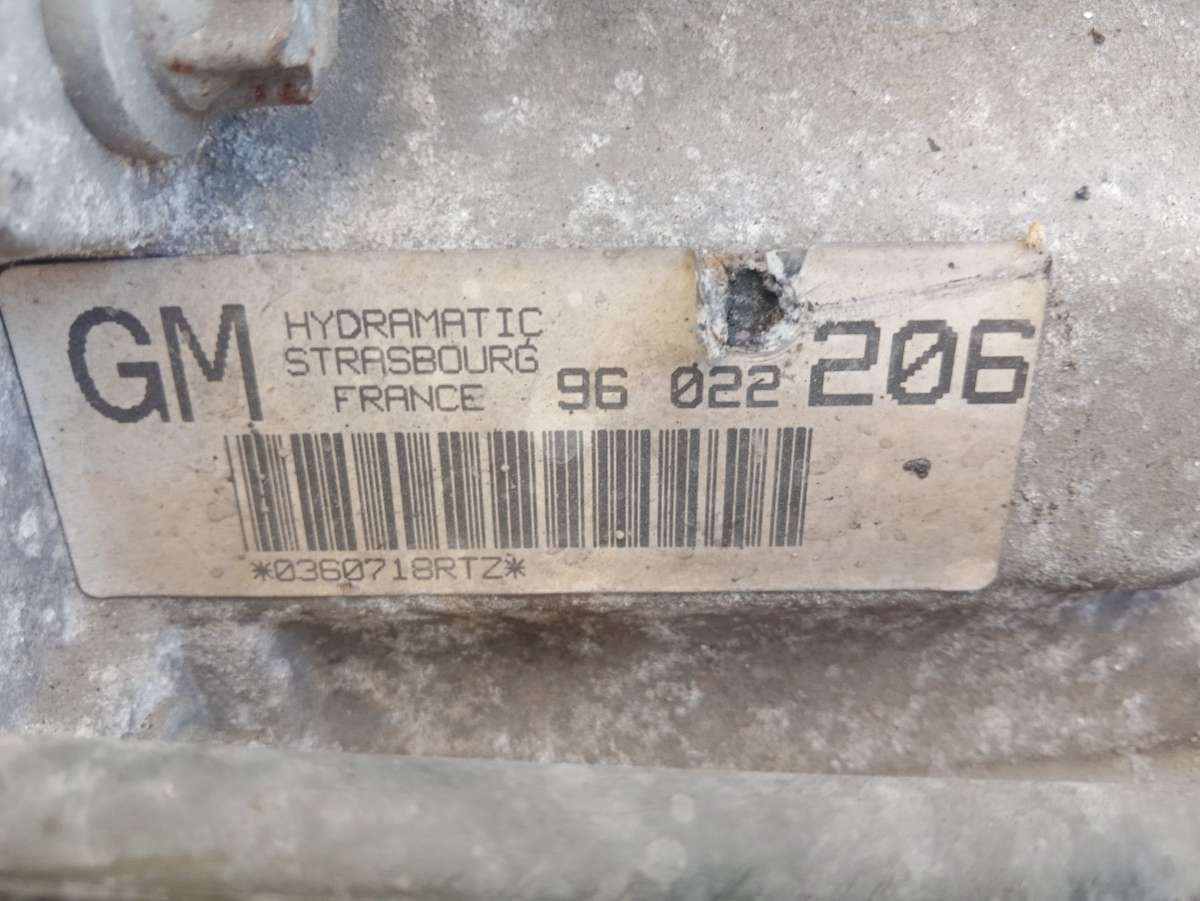 GM HYDRAMATIC
STRASBOURG
FRANCE 96 022 206
*0360718RTZ*